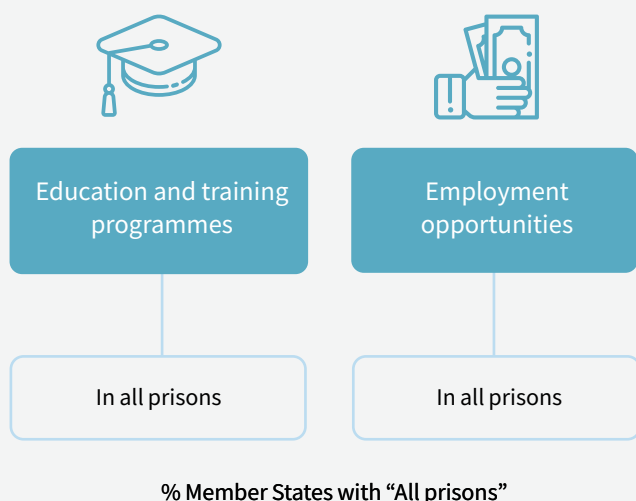 Education and training
programmes
Employment
opportunities
In all prisons
In all prisons
% Member States with “All prisons”